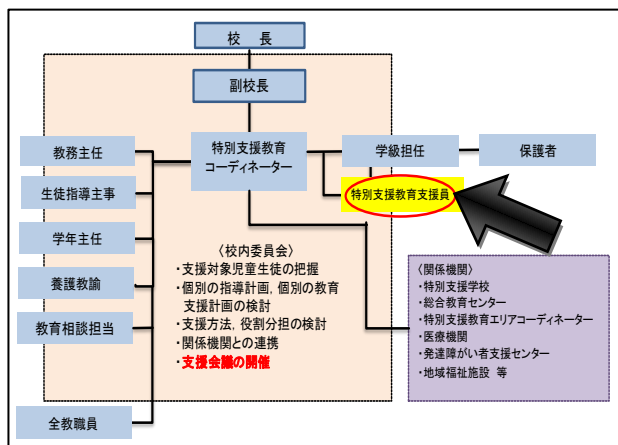 校　長
副校長
教務主任
特別支援教育
コーディネーター
学級担任
保護者
生徒指導主事
特別支援教育支援員
学年主任
養護教諭
教育相談担当
全教職員
〈校内委員会〉
・支援対象児童生徒の把握
・個別の指導計画，個別の教育
支援計画の検討
・支援方法，役割分担の検討
・関係機関との連携
・支援会議の開催
〈関係機関〉
・特別支援学校
・総合教育センター
・特別支援教育エリアコーディネーター
・医療機関
・発達障がい者支援センター
・地域福祉施設 等